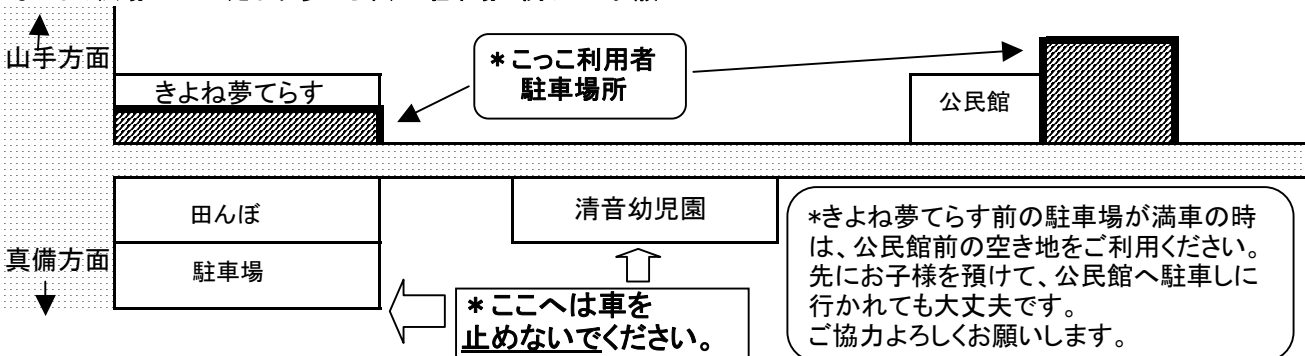 山手方面
*こっこ利用者
駐車場所
きよね夢てらす
公民館
田んぼ
清音幼児園
真備方面
駐車場
*ここへは車を
止めないでください。
*きよね夢てらす前の駐車場が満車の時
は、公民館前の空き地をご利用ください。
先にお子様を預けて、公民館へ駐車しに
行かれても大丈夫です。
ご協力よろしくお願いします。